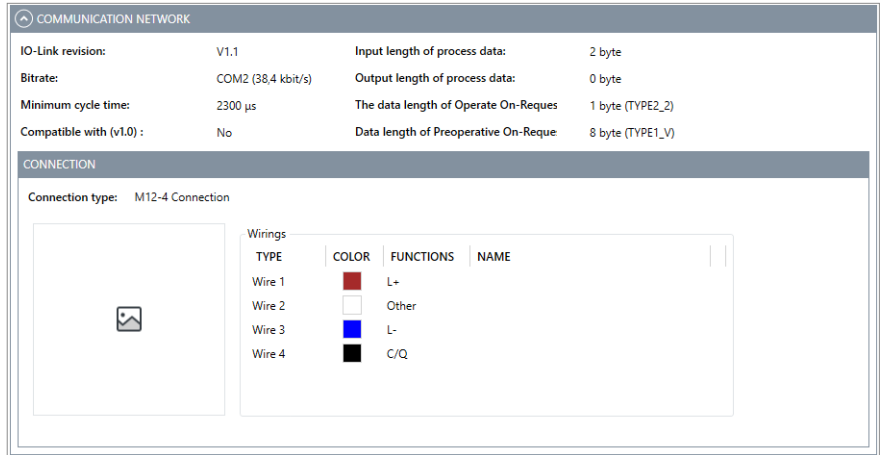 COMMUNICATION NETWORK
IO-Link revision: V1.1 Input length of process data: 2 byte
Bitrate: COM2 (38,4 kbit/s) Output length of process data: 0 byte
Minimum cycle time: 2300 µs The data length of Operate On-Reques 1 byte (TYPE2_2)
Compatible with (v1.0) : No Data length of Preoperative On-Reque: 8 byte (TYPE1_V)
CONNECTION
Connection type: M12-4 Connection
Wirings
TYPE COLOR FUNCTIONS NAME
Wire 1 L+
Wire 2 Other
Wire 3 L-
Wire 4 C/Q